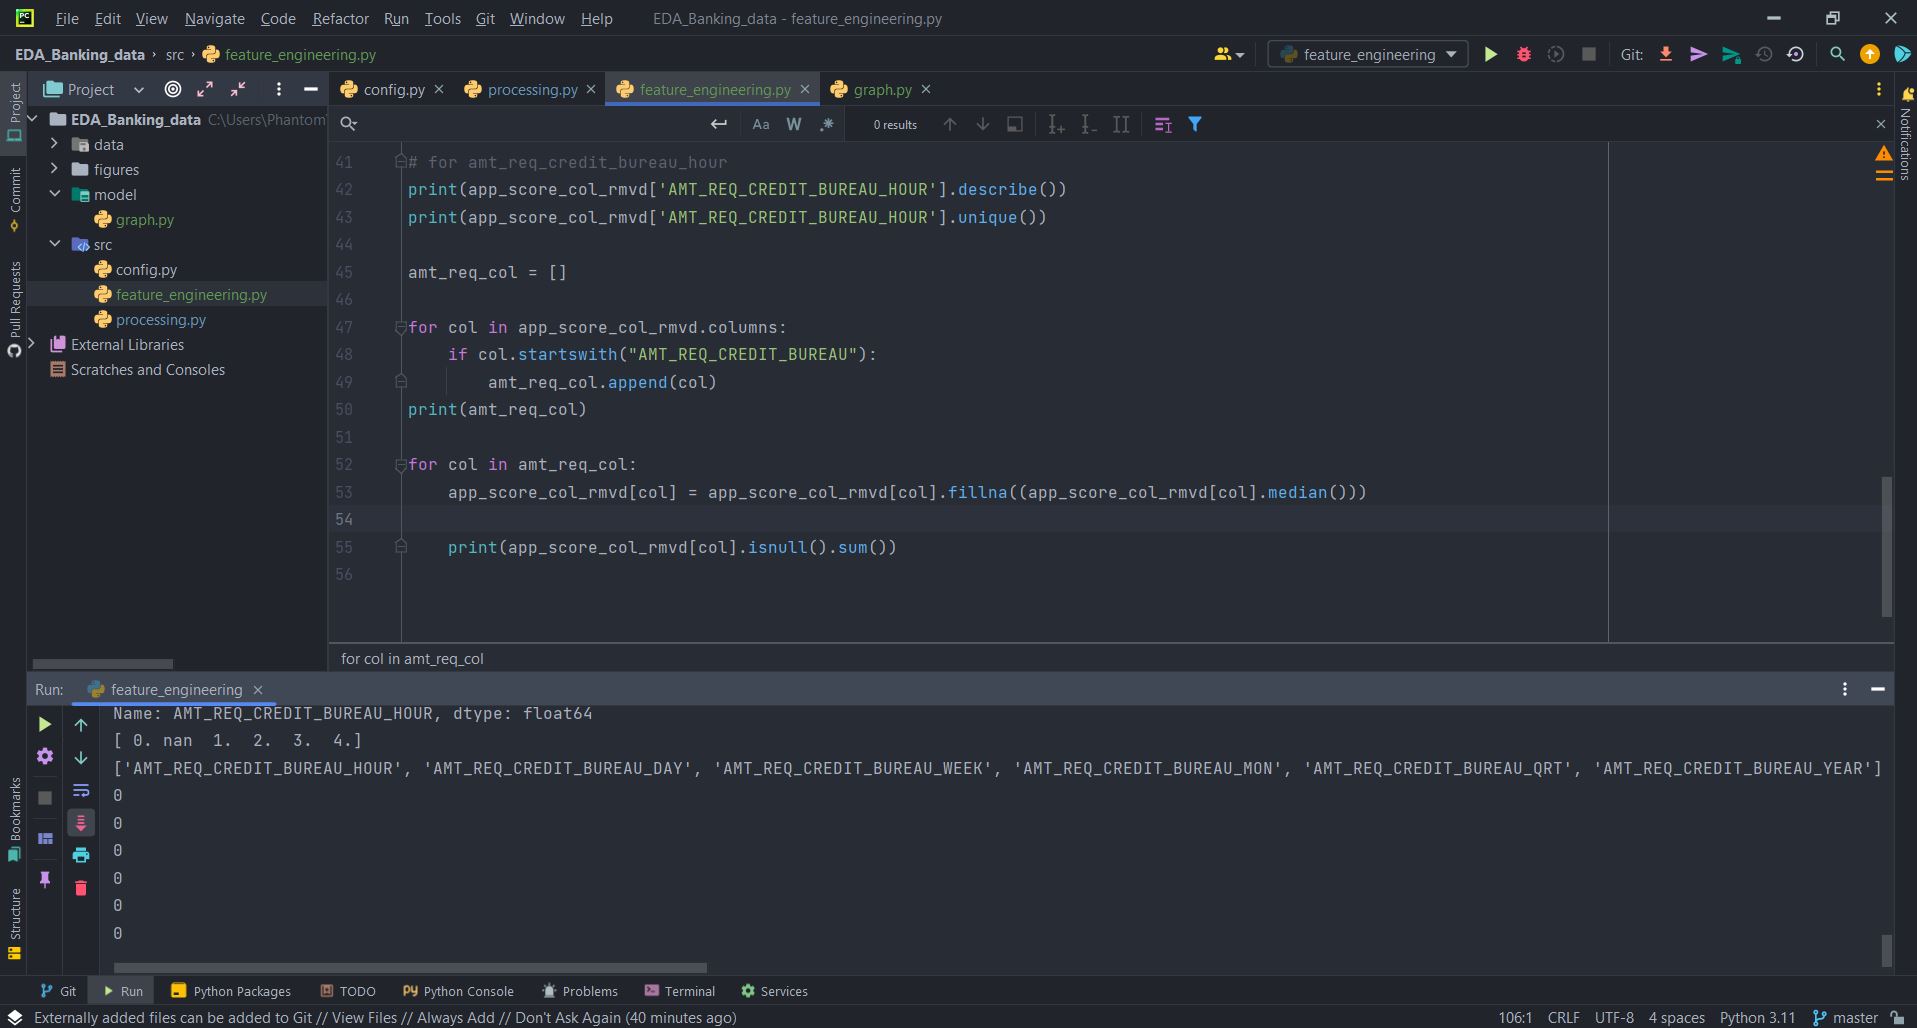 PC File Edit View Navigate Code Refactor Run Tools Git Window Help EDA_Banking_data - feature_engineering.py
EDA_Banking_data › src › feature_engineering.py feature_engineering Git:
Project config.py processing.py feature_engineering.py graph.py
EDA_Banking_data C:\Users\Phantom
data
figures
model
graph.py
src
config.py
feature_engineering.py
processing.py
External Libraries
Scratches and Consoles
Project
Commit
Pull Requests
Bookmarks
Structure
Notifications
Aa W .* 0 results
41 # for amt_req_credit_bureau_hour
42 print(app_score_col_rmvd['AMT_REQ_CREDIT_BUREAU_HOUR'].describe())
43 print(app_score_col_rmvd['AMT_REQ_CREDIT_BUREAU_HOUR'].unique())
44
45 amt_req_col = []
46
47 for col in app_score_col_rmvd.columns:
48 if col.startswith("AMT_REQ_CREDIT_BUREAU"):
49 amt_req_col.append(col)
50 print(amt_req_col)
51
52 for col in amt_req_col:
53 app_score_col_rmvd[col] = app_score_col_rmvd[col].fillna((app_score_col_rmvd[col].median()))
54
55 print(app_score_col_rmvd[col].isnull().sum())
56
for col in amt_req_col
Run: feature_engineering
Name: AMT_REQ_CREDIT_BUREAU_HOUR, dtype: float64
[ 0. nan  1.  2.  3.  4.]
['AMT_REQ_CREDIT_BUREAU_HOUR', 'AMT_REQ_CREDIT_BUREAU_DAY', 'AMT_REQ_CREDIT_BUREAU_WEEK', 'AMT_REQ_CREDIT_BUREAU_MON', 'AMT_REQ_CREDIT_BUREAU_QRT', 'AMT_REQ_CREDIT_BUREAU_YEAR']
0
0
0
0
0
0
Git Run Python Packages TODO Python Console Problems Terminal Services
Externally added files can be added to Git // View Files // Always Add // Don't Ask Again (40 minutes ago) 106:1 CRLF UTF-8 4 spaces Python 3.11 master